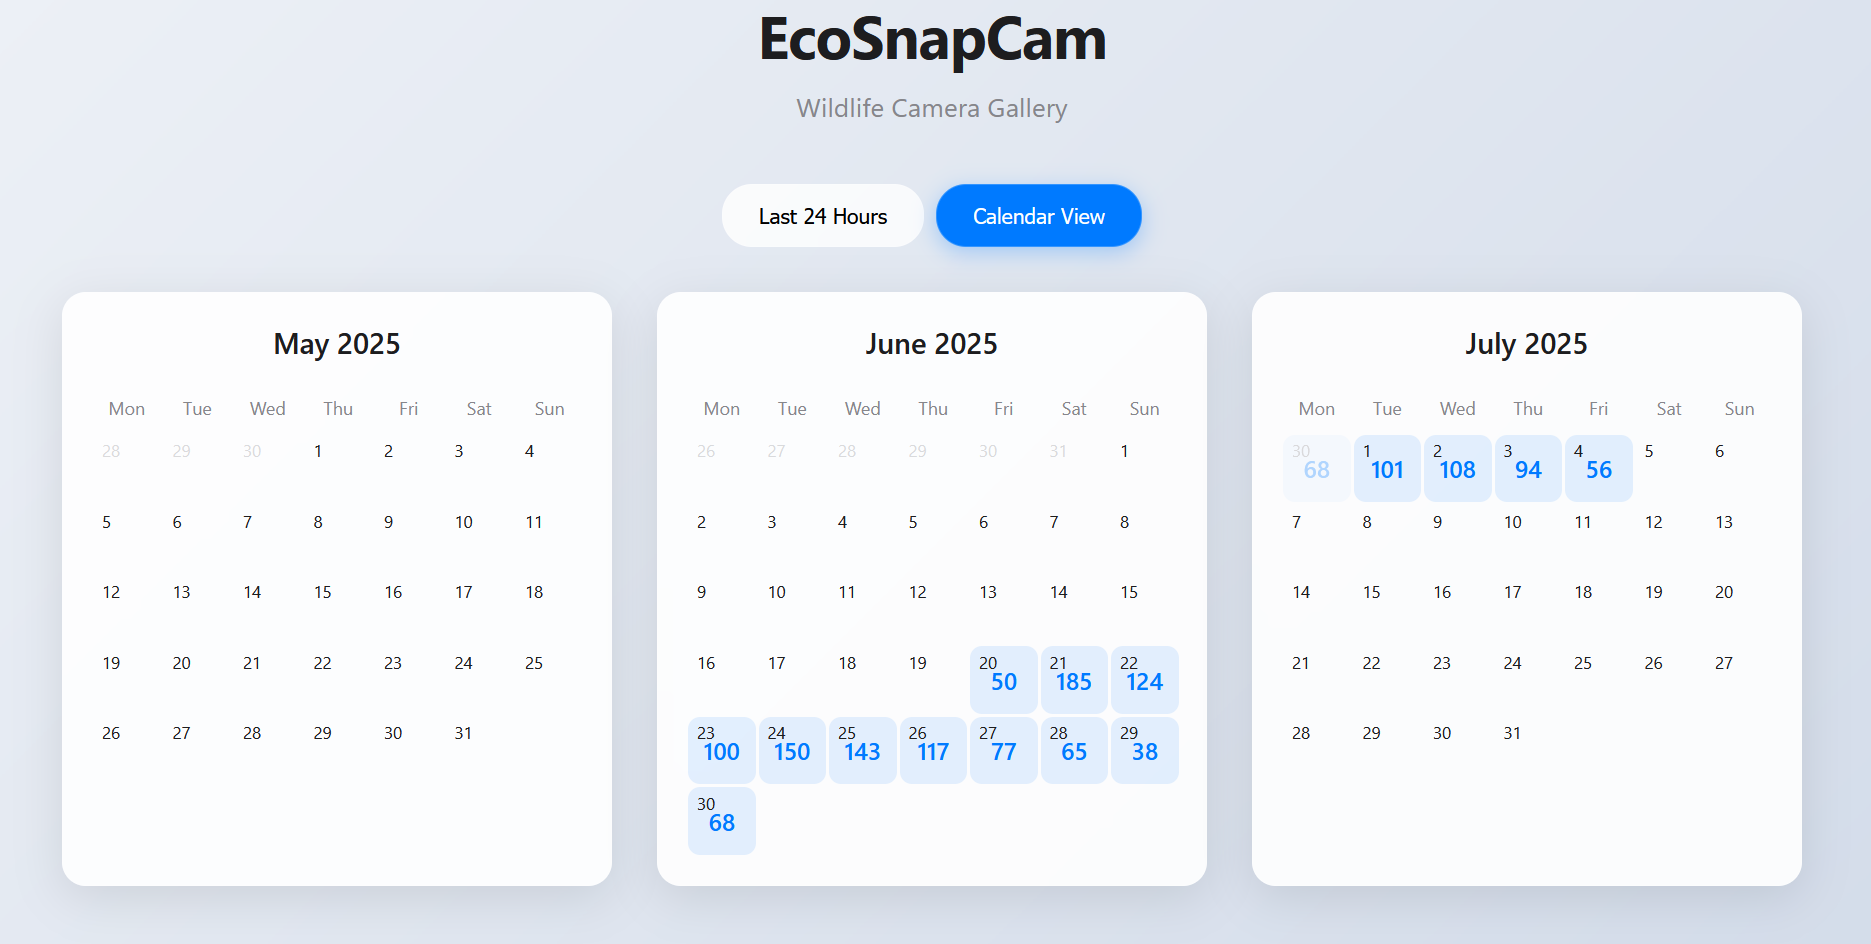 EcoSnapCam
Wildlife Camera Gallery
Last 24 Hours
Calendar View
May 2025
Mon Tue Wed Thu Fri Sat Sun
28 29 30 1 2 3 4
5 6 7 8 9 10 11
12 13 14 15 16 17 18
19 20 21 22 23 24 25
26 27 28 29 30 31
June 2025
Mon Tue Wed Thu Fri Sat Sun
26 27 28 29 30 31 1
2 3 4 5 6 7 8
9 10 11 12 13 14 15
16 17 18 19 20 21 22
50 185 124
23 24 25 26 27 28 29
100 150 143 117 77 65 38
30
68
July 2025
Mon Tue Wed Thu Fri Sat Sun
30 1 2 3 4 5 6
68 101 108 94 56
7 8 9 10 11 12 13
14 15 16 17 18 19 20
21 22 23 24 25 26 27
28 29 30 31